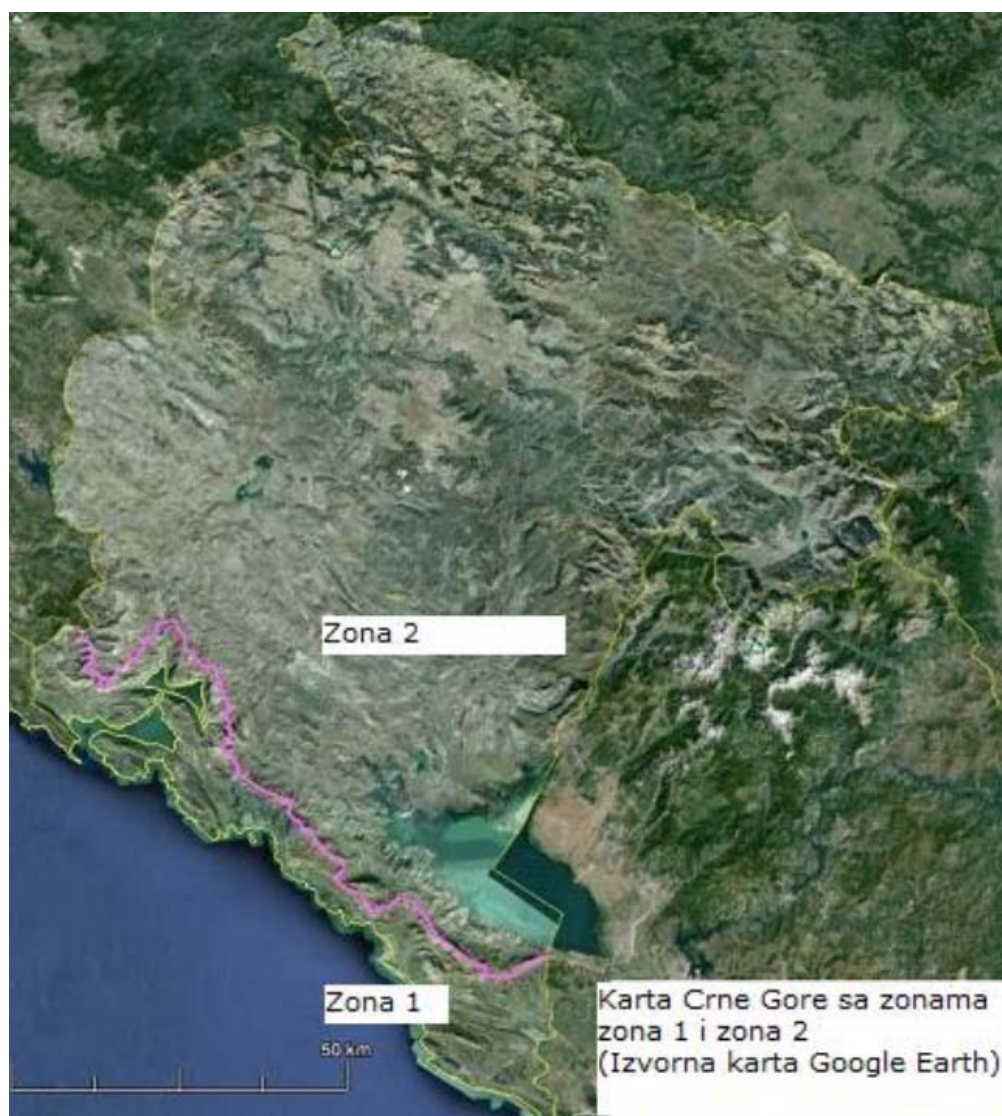 Zona 2
Zona 1
50 km
Karta Crne Gore sa zonama
zona 1 i zona 2
(Izvorna karta Google Earth)